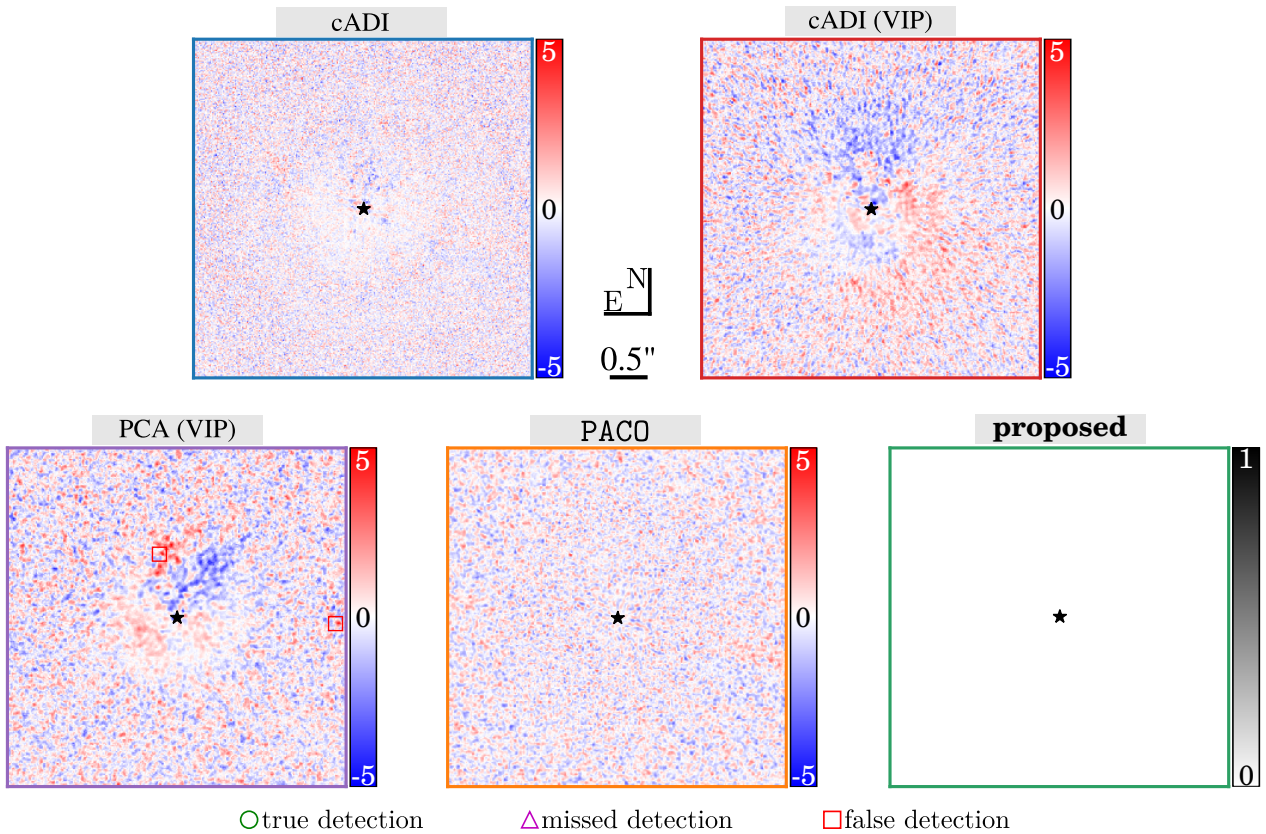 cADI
cADI (VIP)
5
0
-5
5
0
-5
N
E
0.5"
PCA (VIP)
PACO
proposed
5
0
-5
5
0
-5
1
0
true detection
missed detection
false detection